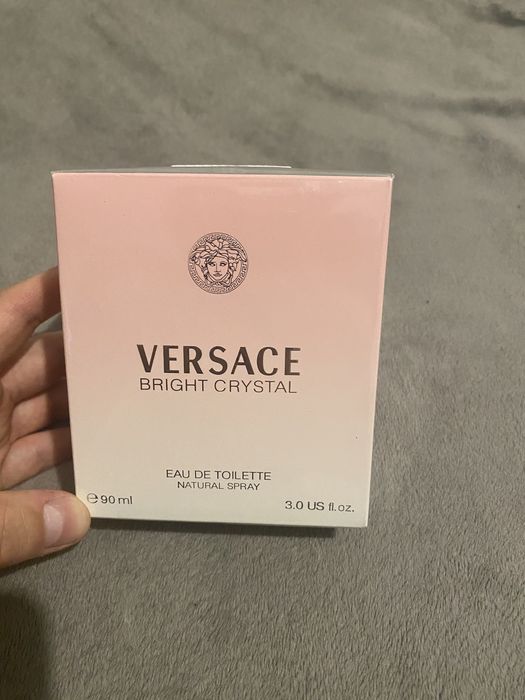 VERSACE
BRIGHT CRYSTAL
EAU DE TOILETTE
NATURAL SPRAY
℮ 90 ml
3.0 US fl.oz.